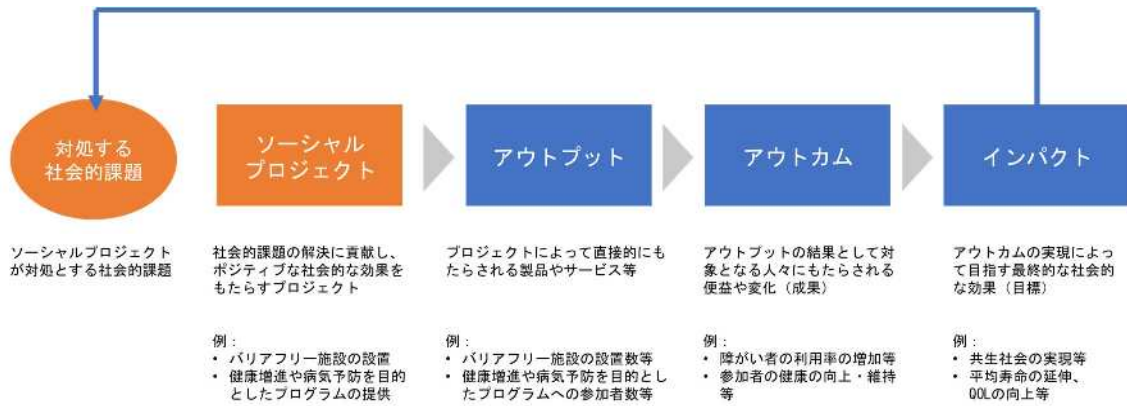 対処する
社会的課題
ソーシャル
プロジェクト
アウトプット
アウトカム
インパクト
ソーシャルプロジェクト
が対処とする社会的課題
社会的課題の解決に貢献し、
ポジティブな社会的な効果を
もたらすプロジェクト
例：
• バリアフリー施設の設置
• 健康増進や病気予防を目的
としたプログラムの提供
プロジェクトによって直接的にも
たらされる製品やサービス等
例：
• バリアフリー施設の設置数等
• 健康増進や病気予防を目的とし
たプログラムへの参加者数等
アウトプットの結果として対
象となる人々にもたらされる
便益や変化（成果）
例：
• 障がい者の利用率の増加等
• 参加者の健康の向上・維持
等
アウトカムの実現によっ
て目指す最終的な社会的
な効果（目標）
例：
• 共生社会の実現等
• 平均寿命の延伸、
QOLの向上等